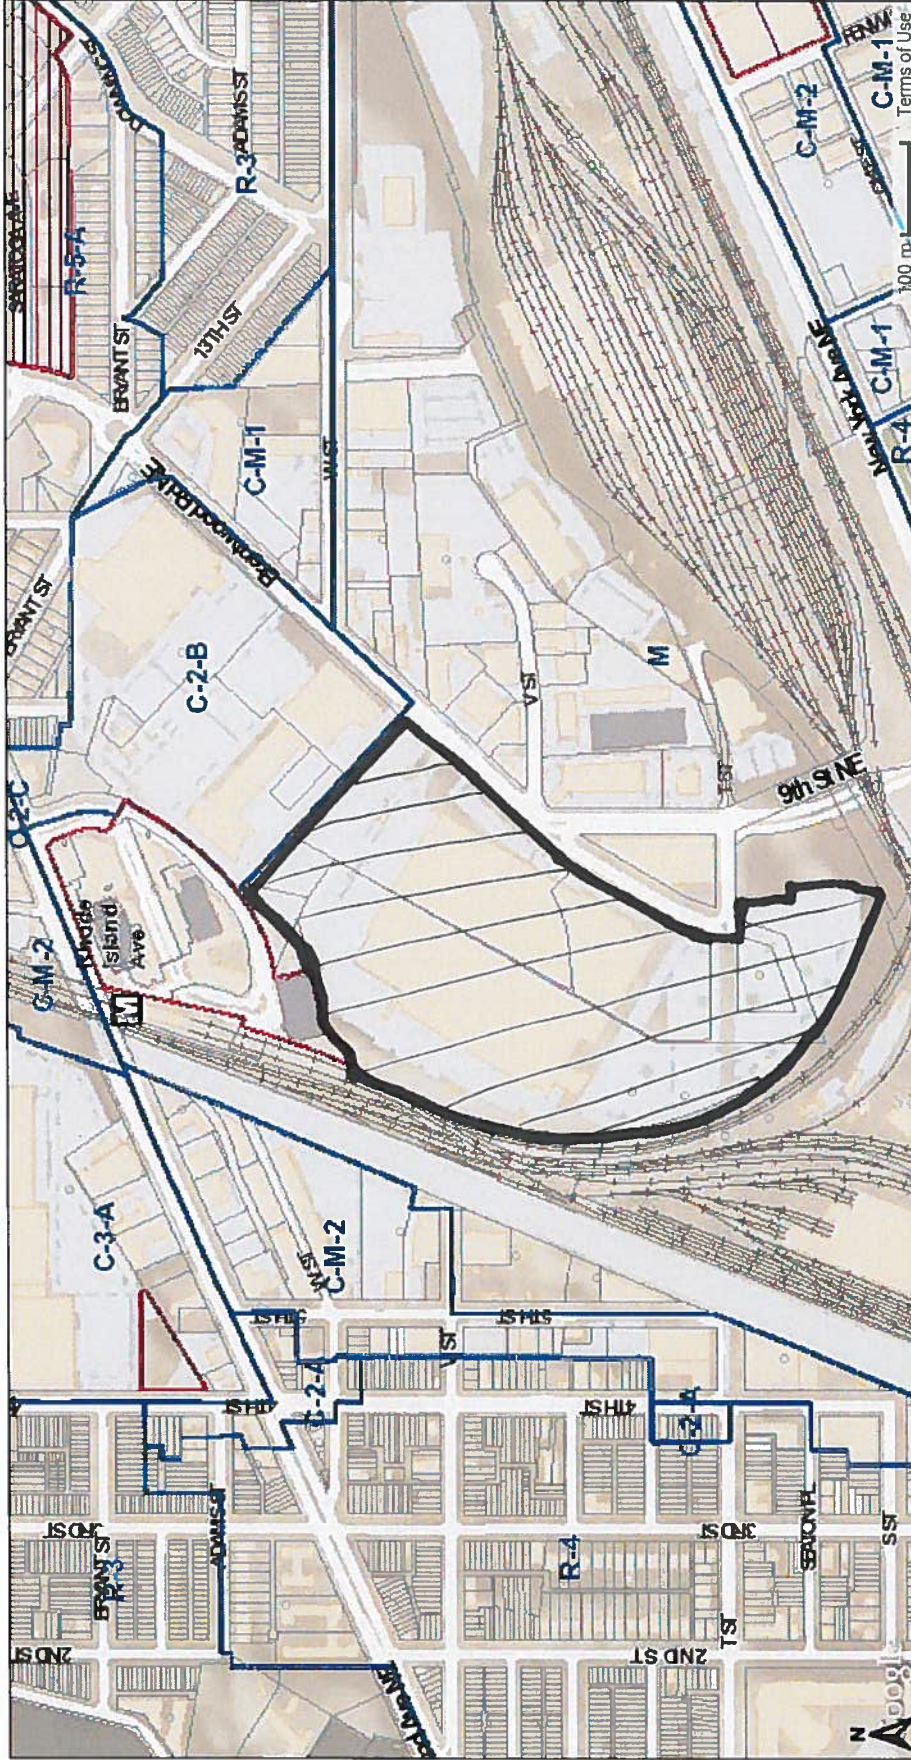 2ND ST
BRYANT ST
R-3
3RD ST
ADAMS ST
4TH ST
C-3-A
C-M-2
M
Rhode
Island
Ave
BRYANT ST
C-2-B
BRYANT ST
SARATOGA AVE
R-5-A
13TH ST
ADAMS ST
R-3
Brentwood Rd NE
C-M-1
W ST
5TH ST
W ST
C-M-2
C-2-A
V ST
5TH ST
V ST
4TH ST
R-4
2ND ST
3RD ST
C-2-A
M
T ST
T ST
9th St NE
SEATON PL
S ST
New York Ave NE
C-M-1
R-4
C-M-2
C-M-1
N
100 m
Terms of Use